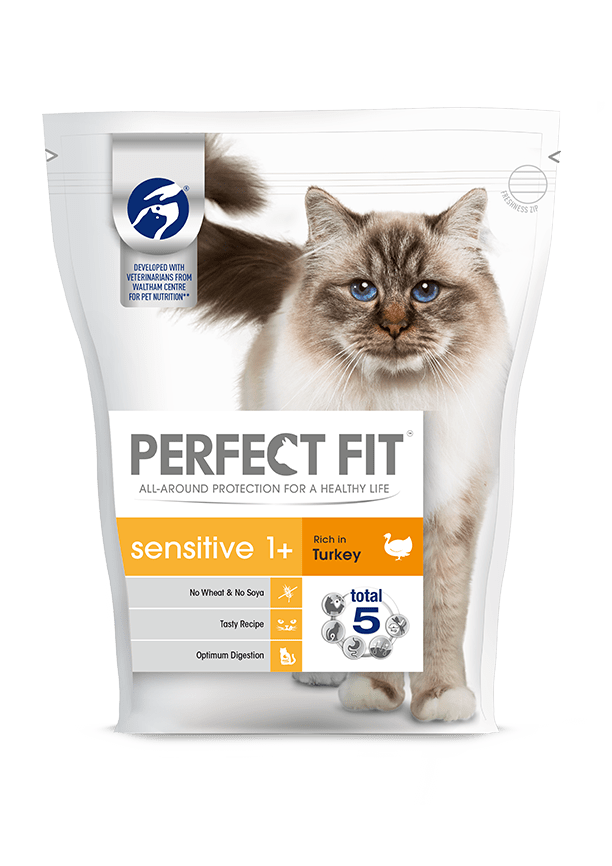 ®
DEVELOPED WITH
VETERINARIANS FROM
WALTHAM CENTRE
FOR PET NUTRITION**
FRESHNESS ZIP
PERFECT FIT™
ALL-AROUND PROTECTION FOR A HEALTHY LIFE
sensitive 1+
Rich in
Turkey
No Wheat & No Soya
Tasty Recipe
Optimum Digestion
total
5